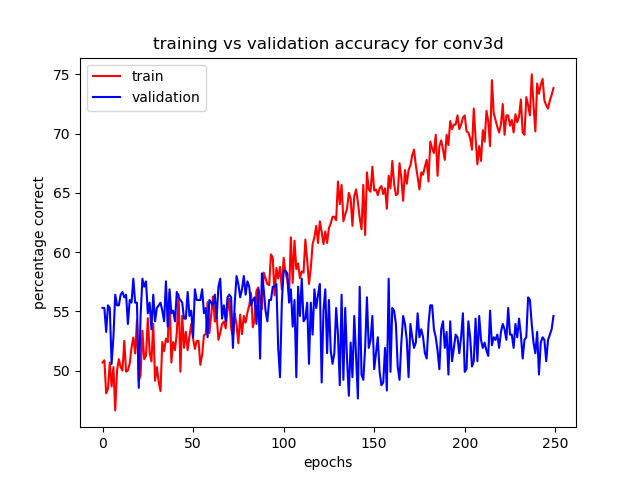 training vs validation accuracy for conv3d
train
validation
percentage correct
75
70
65
60
55
50
0 50 100 150 200 250
epochs